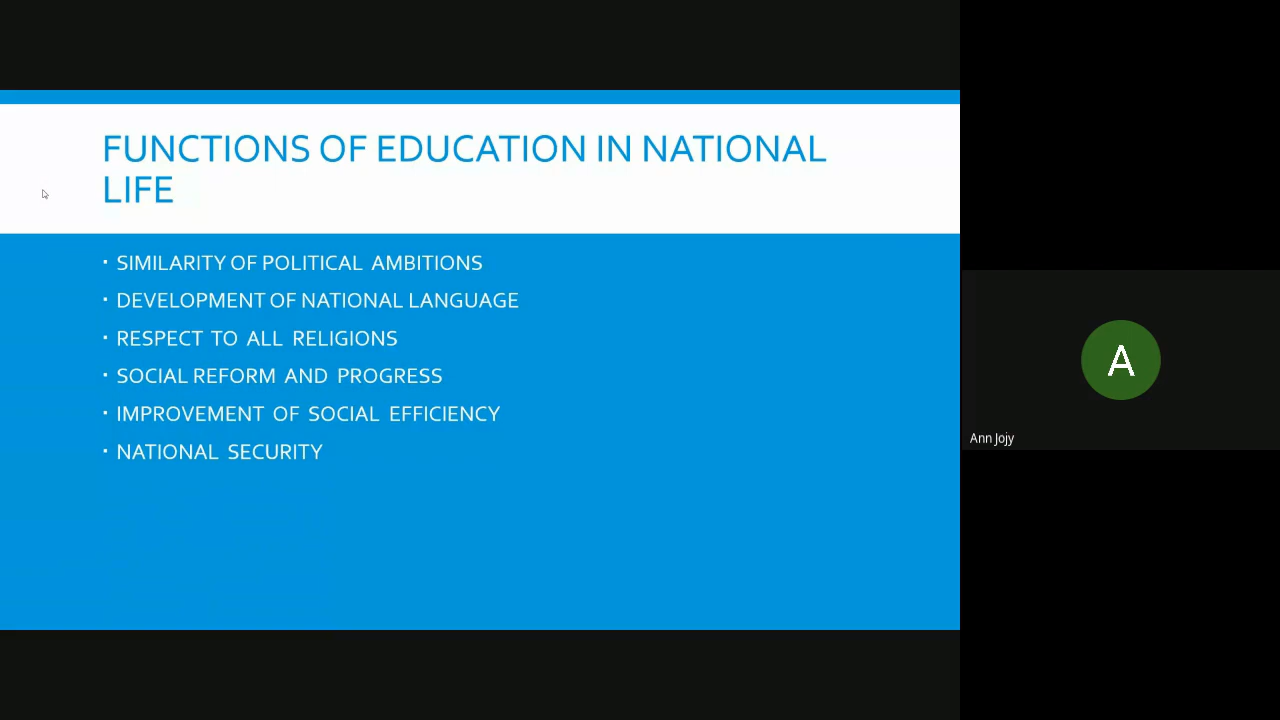 FUNCTIONS OF EDUCATION IN NATIONAL
LIFE
▪ SIMILARITY OF POLITICAL AMBITIONS
▪ DEVELOPMENT OF NATIONAL LANGUAGE
▪ RESPECT TO ALL RELIGIONS
▪ SOCIAL REFORM AND PROGRESS
▪ IMPROVEMENT OF SOCIAL EFFICIENCY
▪ NATIONAL SECURITY
A
Ann Jojy